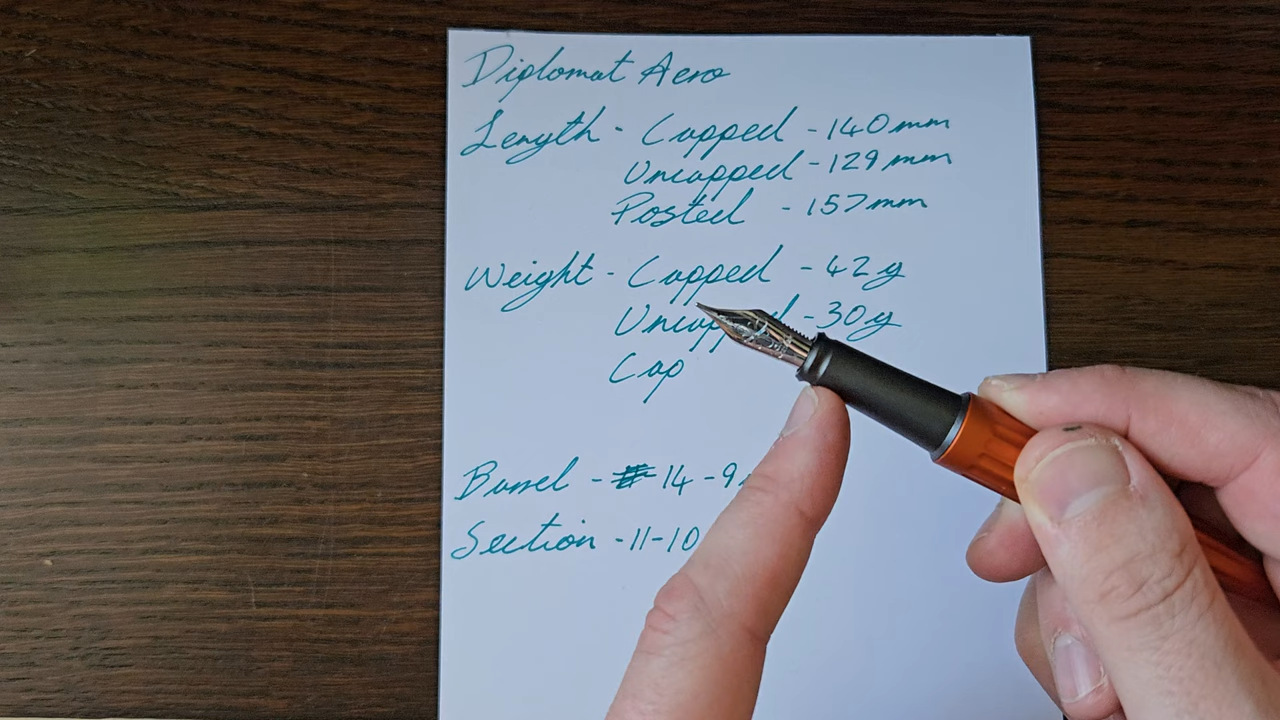 Diplomat Aero
Length - Capped - 140mm
Uncapped - 129mm
Posted - 157mm
Weight - Capped - 42g
- 30g
Cap
Barrel - 14-9
Section - 11-10